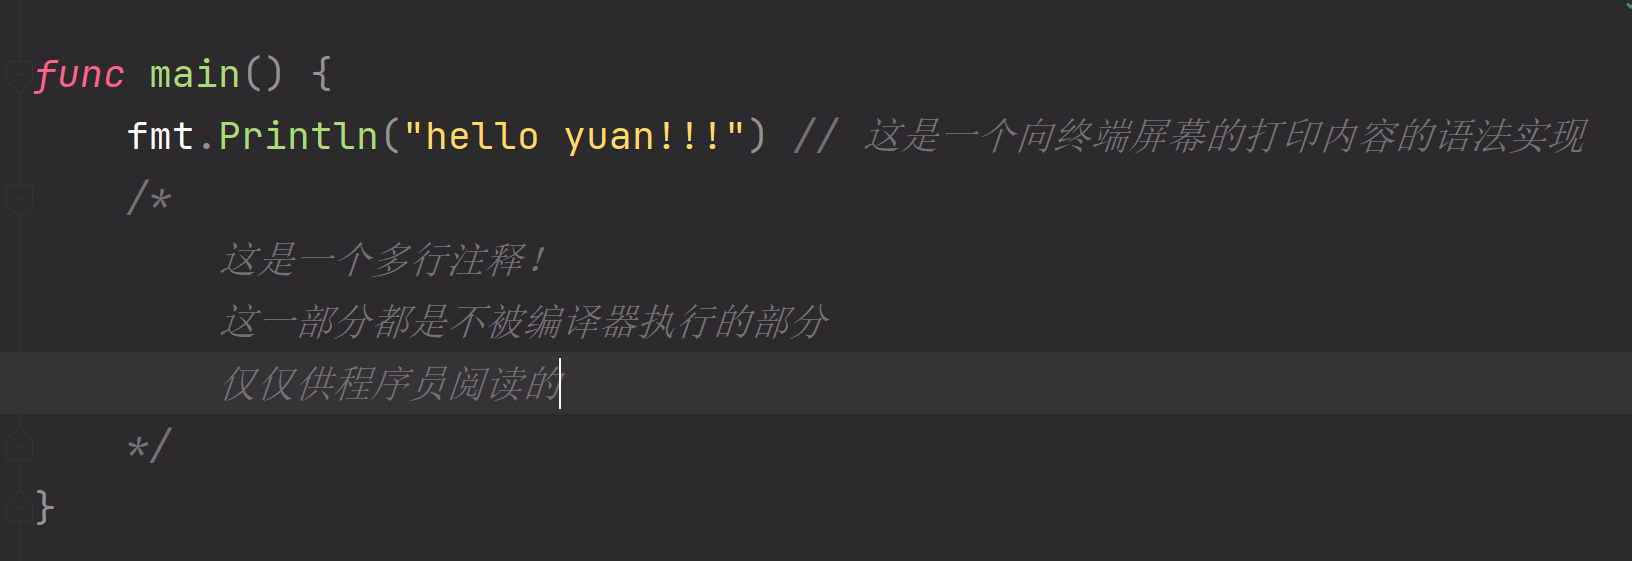 func main() {
    fmt.Println("hello yuan!!!") // 这是一个向终端屏幕的打印内容的语法实现
    /*
        这是一个多行注释！
        这一部分都是不被编译器执行的部分
        仅仅供程序员阅读的
    */
}